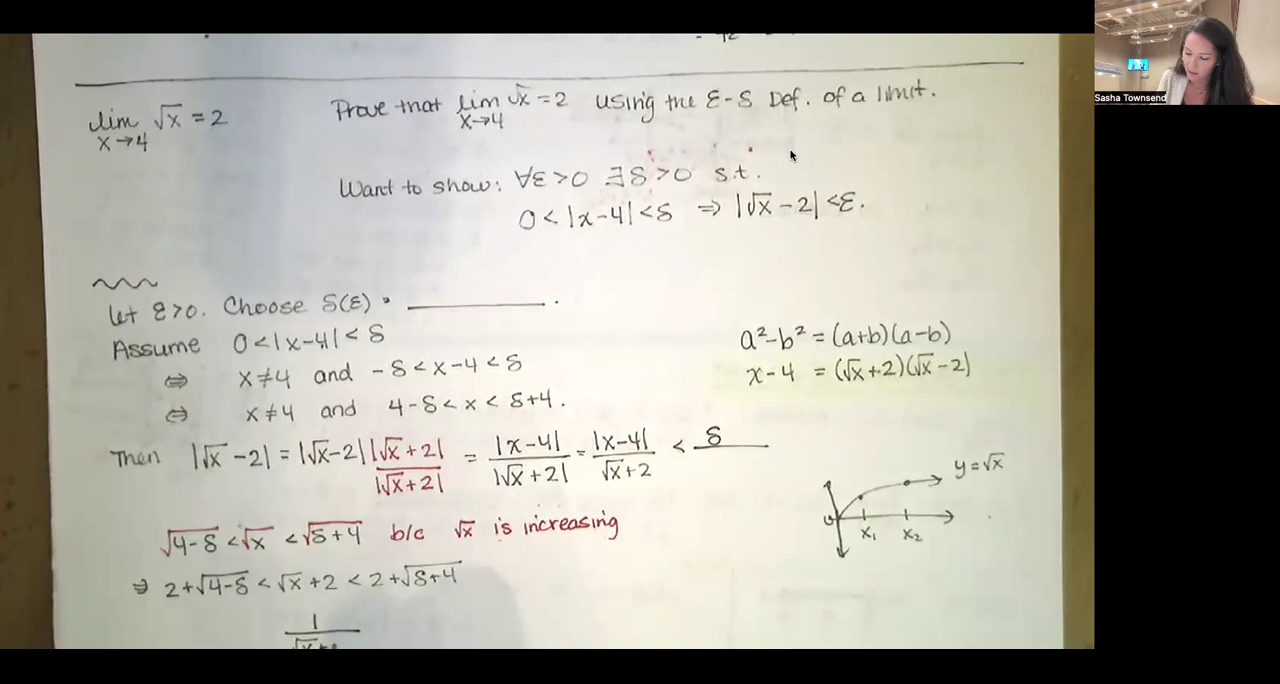 lim x→4 √x = 2
Prove that lim x→4 √x = 2 using the ε-δ Def. of a limit.
Want to show: ∀ε>0 ∃δ>0 s.t.
0<|x-4|<δ ⇒ |√x-2|<ε.
Let ε>0. Choose δ(ε) = ________.
Assume 0<|x-4|<δ
⇔ x≠4 and -δ<x-4<δ
⇔ x≠4 and 4-δ<x<δ+4.
a²-b² = (a+b)(a-b)
x-4 = (√x+2)(√x-2)
Then |√x-2| = |√x-2| |√x+2| / |√x+2| = |x-4| / |√x+2| = |x-4| / √x+2 < δ / ________
y=√x
x₁ x₂
√4-δ < √x < √δ+4 b/c √x is increasing
⇒ 2+√4-δ < √x+2 < 2+√δ+4
1
Sasha Townsend